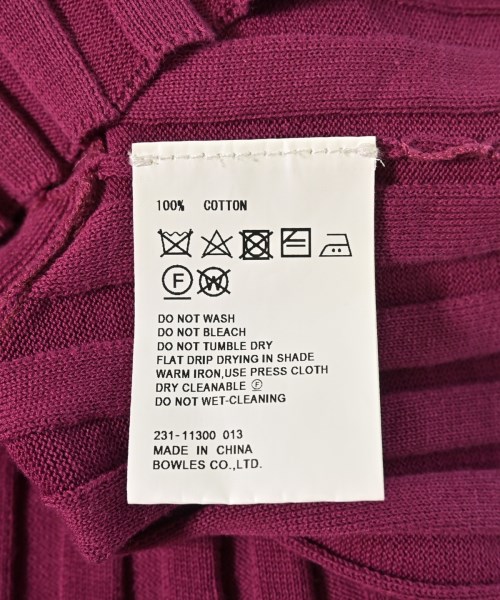 100% COTTON
F W
DO NOT WASH
DO NOT BLEACH
DO NOT TUMBLE DRY
FLAT DRIP DRYING IN SHADE
WARM IRON,USE PRESS CLOTH
DRY CLEANABLE Ⓕ
DO NOT WET-CLEANING
231-11300 013
MADE IN CHINA
BOWLES CO.,LTD.